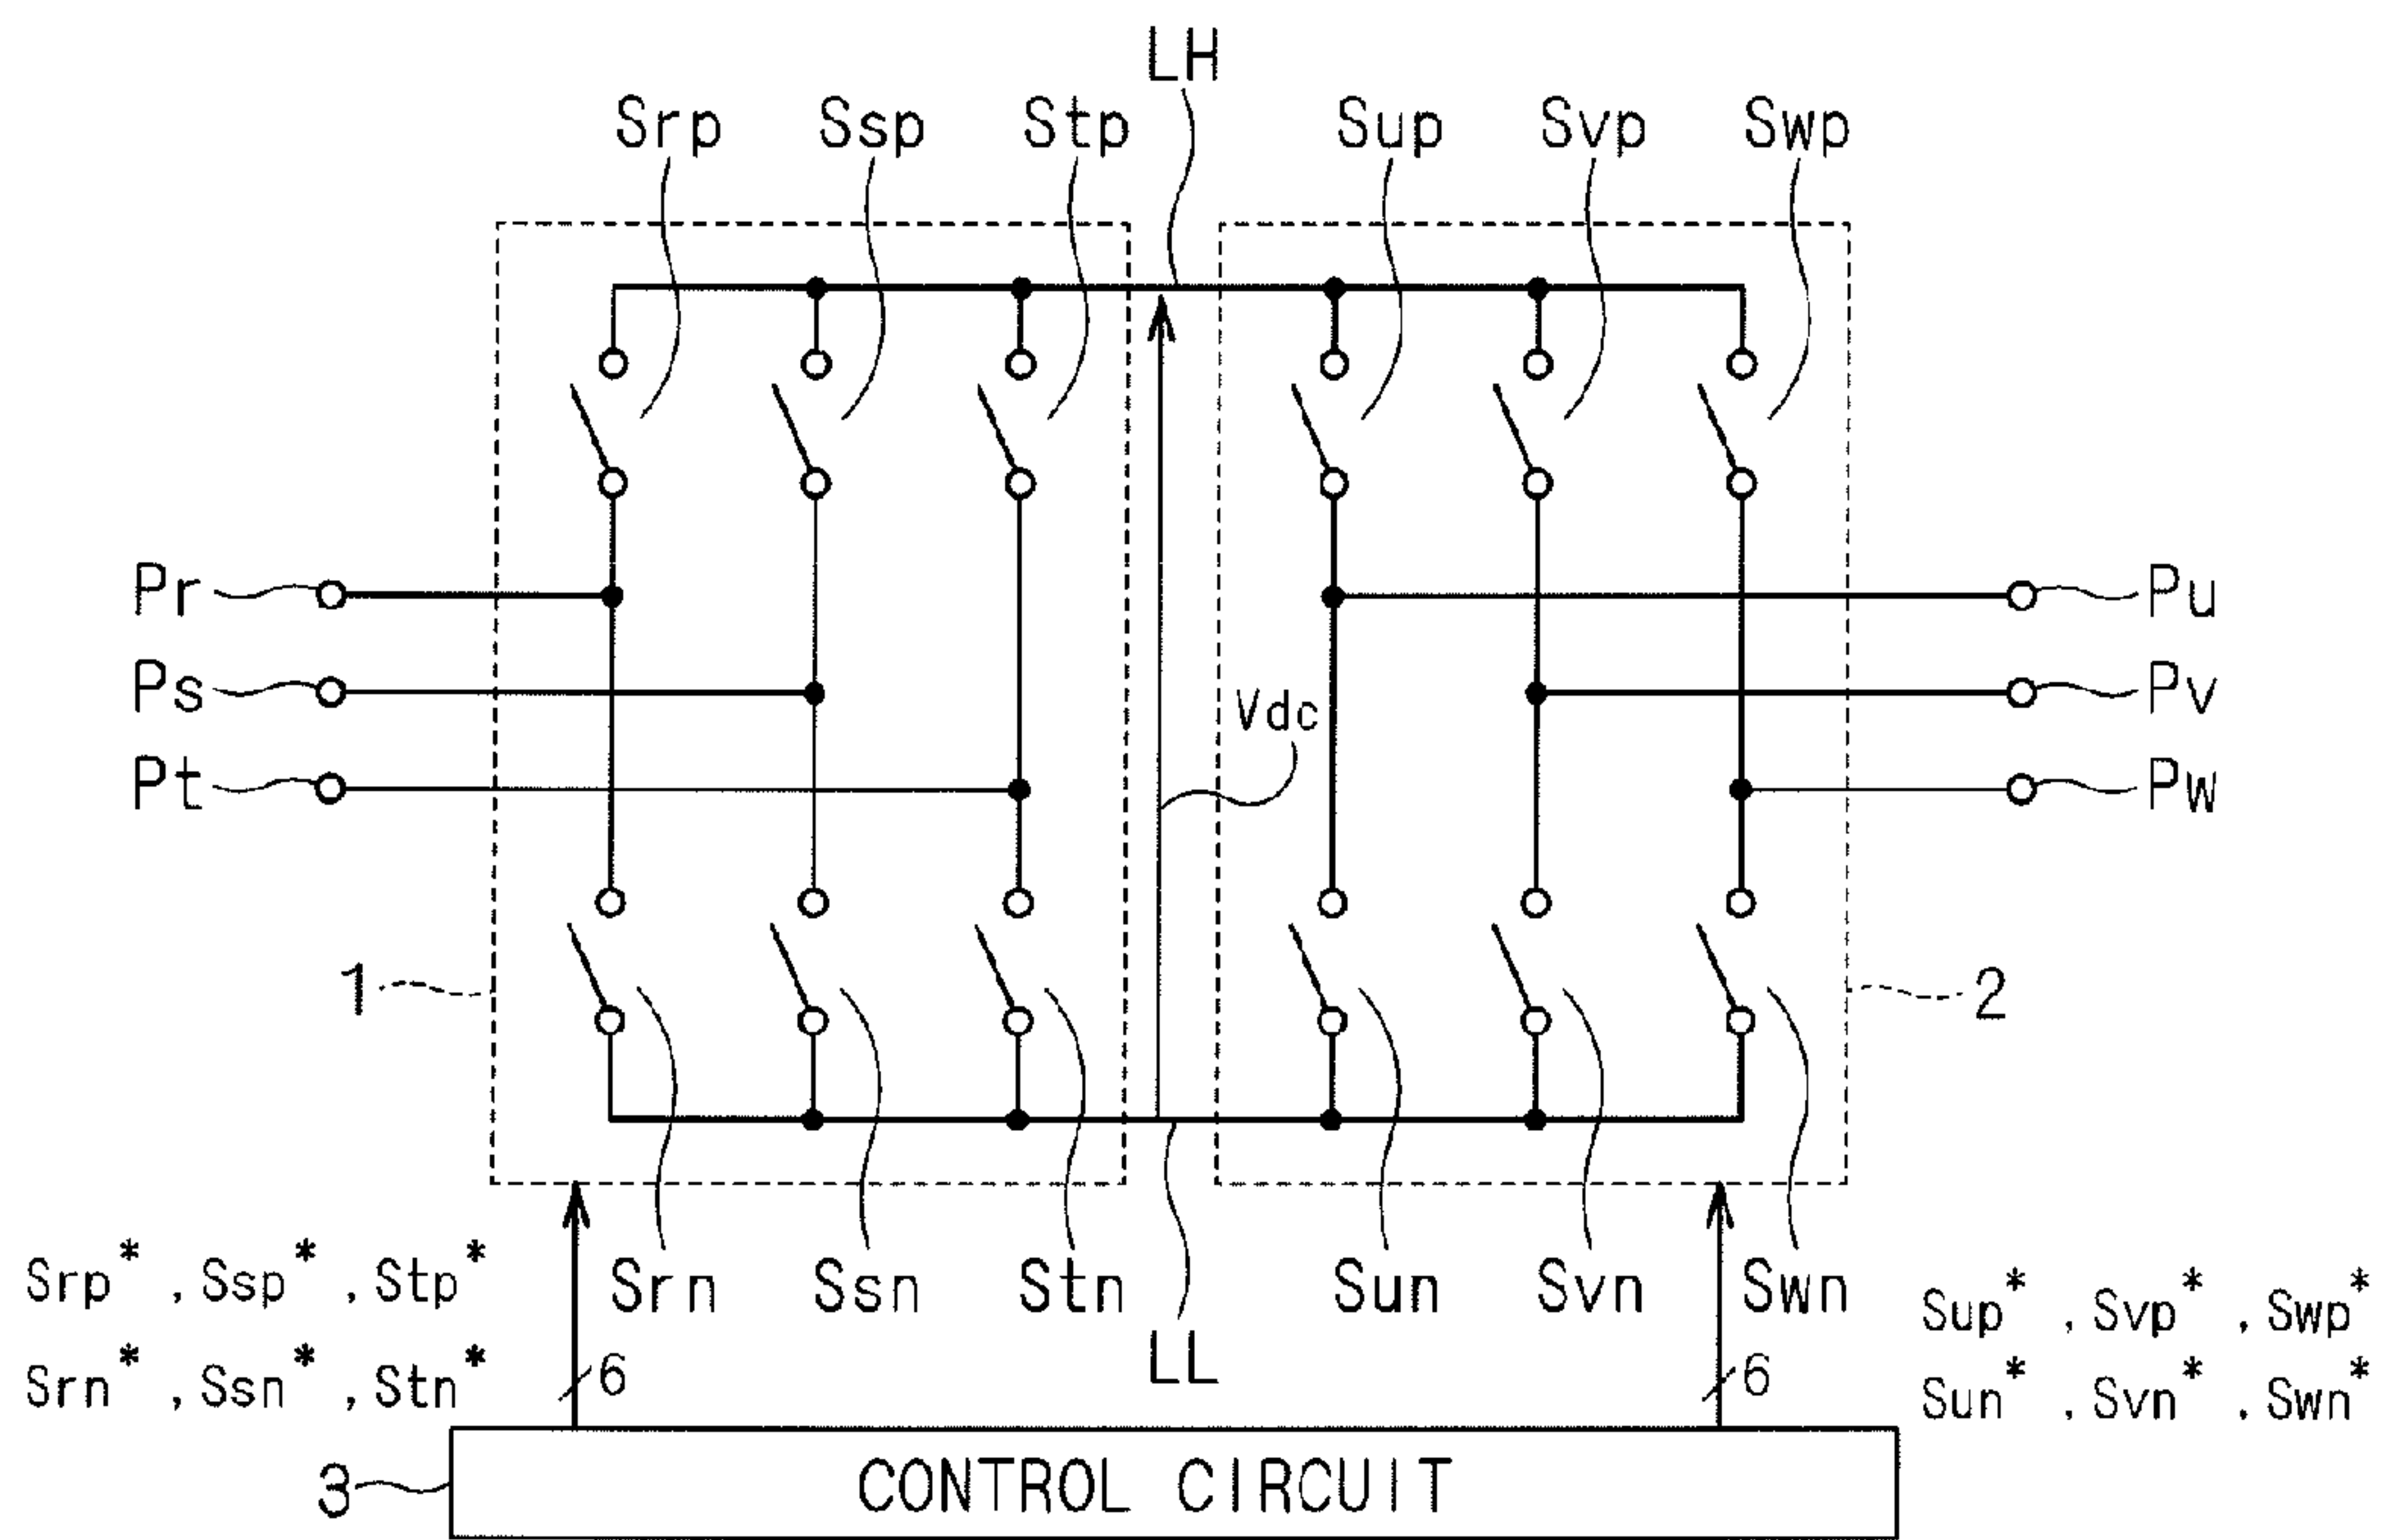 LH
Srp Ssp Stp Sup Svp Swp
Pr Pu
Ps Pv
Vdc
Pt Pw
1 2
Srp* , Ssp* , Stp*
Srn Ssn Stn Sun Svn Swn
Sup* , Svp* , Swp*
Srn* , Ssn* , Stn*
6 LL 6
Sun* , Svn* , Swn*
3 CONTROL CIRCUIT